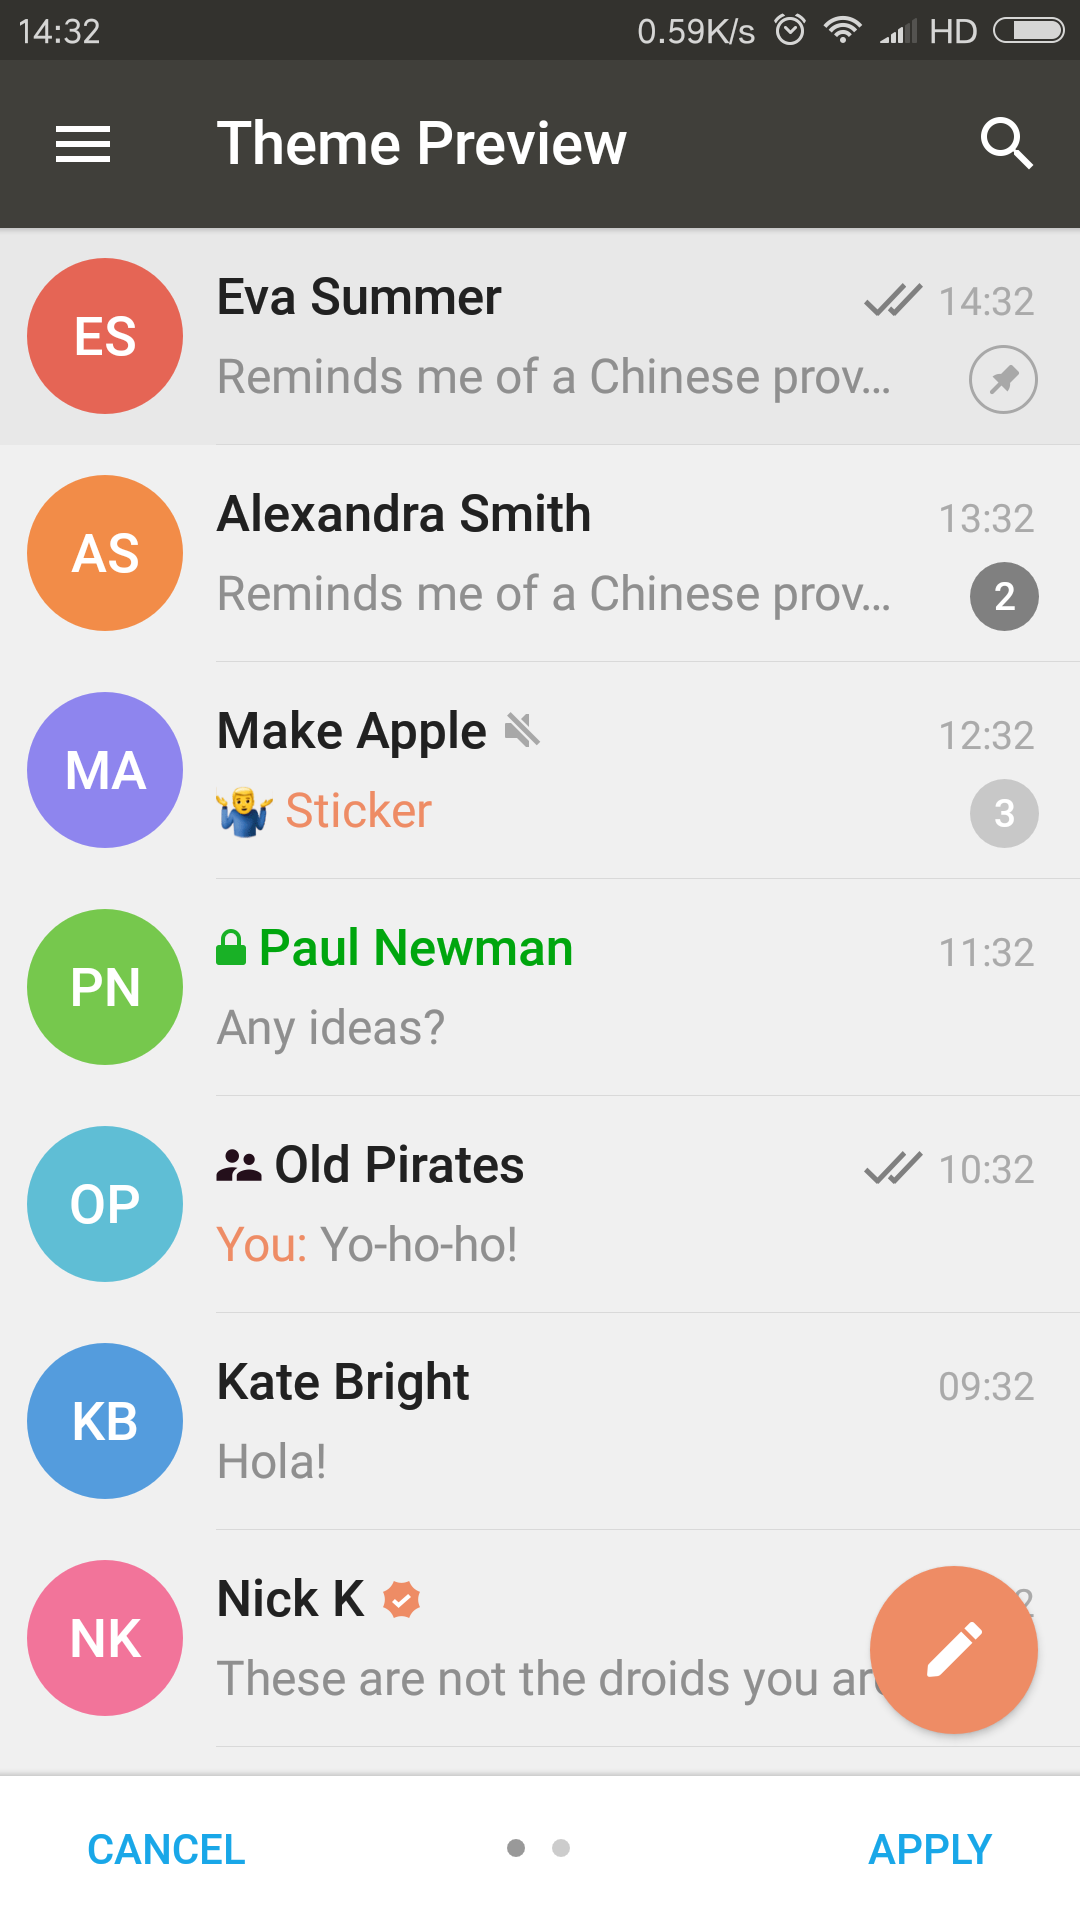 14:32 0.59K/s HD
Theme Preview
ES Eva Summer 14:32
Reminds me of a Chinese prov...
AS Alexandra Smith 13:32
Reminds me of a Chinese prov... 2
MA Make Apple 12:32
🤷‍♂️ Sticker 3
PN Paul Newman 11:32
Any ideas?
OP Old Pirates 10:32
You: Yo-ho-ho!
KB Kate Bright 09:32
Hola!
NK Nick K
These are not the droids you
CANCEL APPLY